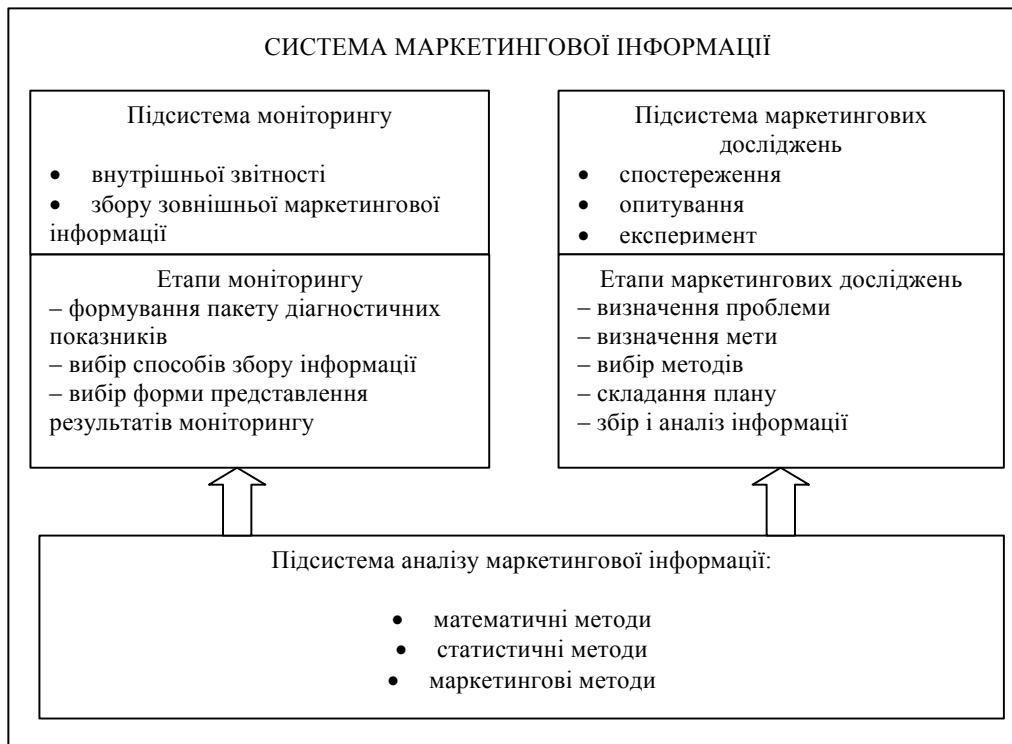 СИСТЕМА МАРКЕТИНГОВОЇ ІНФОРМАЦІЇ
Підсистема моніторингу
• внутрішньої звітності
• збору зовнішньої маркетингової
інформації
Етапи моніторингу
– формування пакету діагностичних
показників
– вибір способів збору інформації
– вибір форми представлення
результатів моніторингу
Підсистема маркетингових
досліджень
• спостереження
• опитування
• експеримент
Етапи маркетингових досліджень
– визначення проблеми
– визначення мети
– вибір методів
– складання плану
– збір і аналіз інформації
Підсистема аналізу маркетингової інформації:
• математичні методи
• статистичні методи
• маркетингові методи